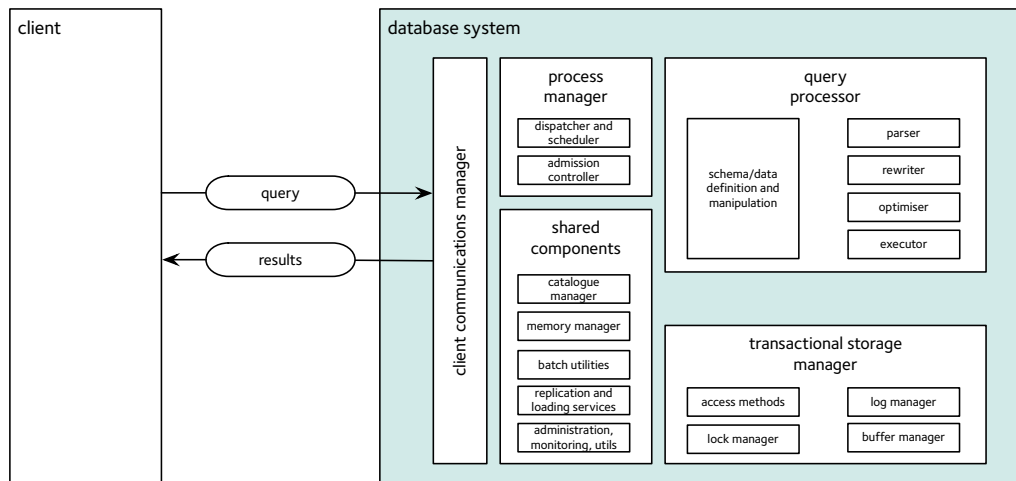 client
query
results
database system
client communications manager
process
manager
dispatcher and
scheduler
admission
controller
shared
components
catalogue
manager
memory manager
batch utilities
replication and
loading services
administration,
monitoring, utils
query
processor
schema/data
definition and
manipulation
parser
rewriter
optimiser
executor
transactional storage
manager
access methods
log manager
lock manager
buffer manager